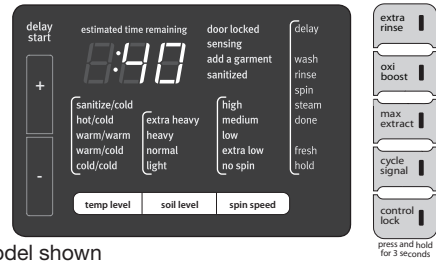 delay start
+
-
estimated time remaining
:40
door locked
sensing
add a garment
sanitized
delay
wash
rinse
spin
steam
done
fresh
hold
sanitize/cold
hot/cold
warm/warm
warm/cold
cold/cold
extra heavy
heavy
normal
light
high
medium
low
extra low
no spin
temp level
soil level
spin speed
extra
rinse
oxi
boost
max
extract
cycle
signal
control
lock
press and hold
for 3 seconds
odel shown